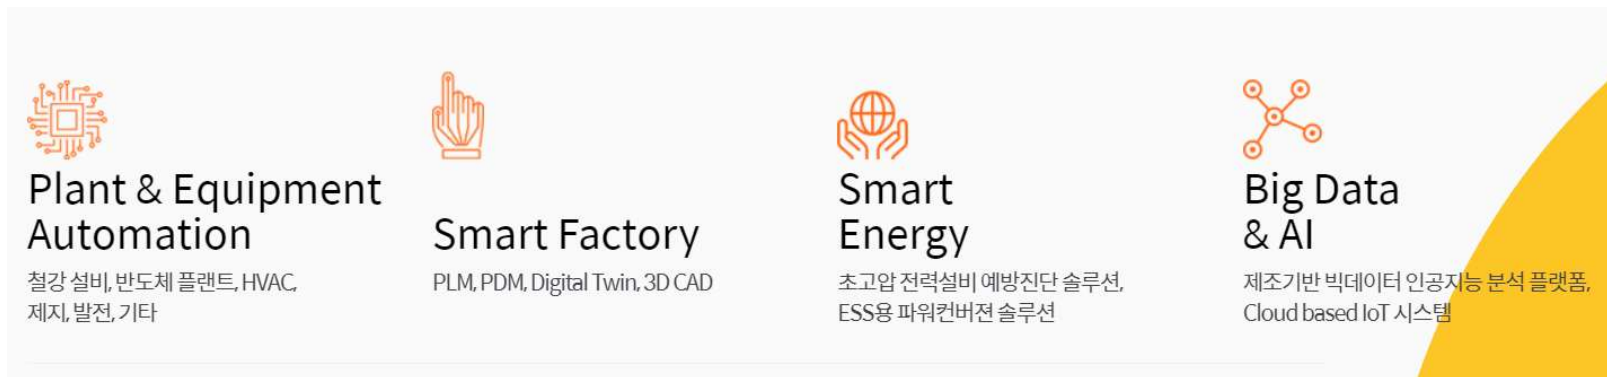 Plant & Equipment
Automation
철강 설비, 반도체 플랜트, HVAC,
제지, 발전, 기타
Smart Factory
PLM, PDM, Digital Twin, 3D CAD
Smart
Energy
초고압 전력설비 예방진단 솔루션,
ESS용 파워컨버젼 솔루션
Big Data
& AI
제조기반 빅데이터 인공지능 분석 플랫폼,
Cloud based IoT 시스템